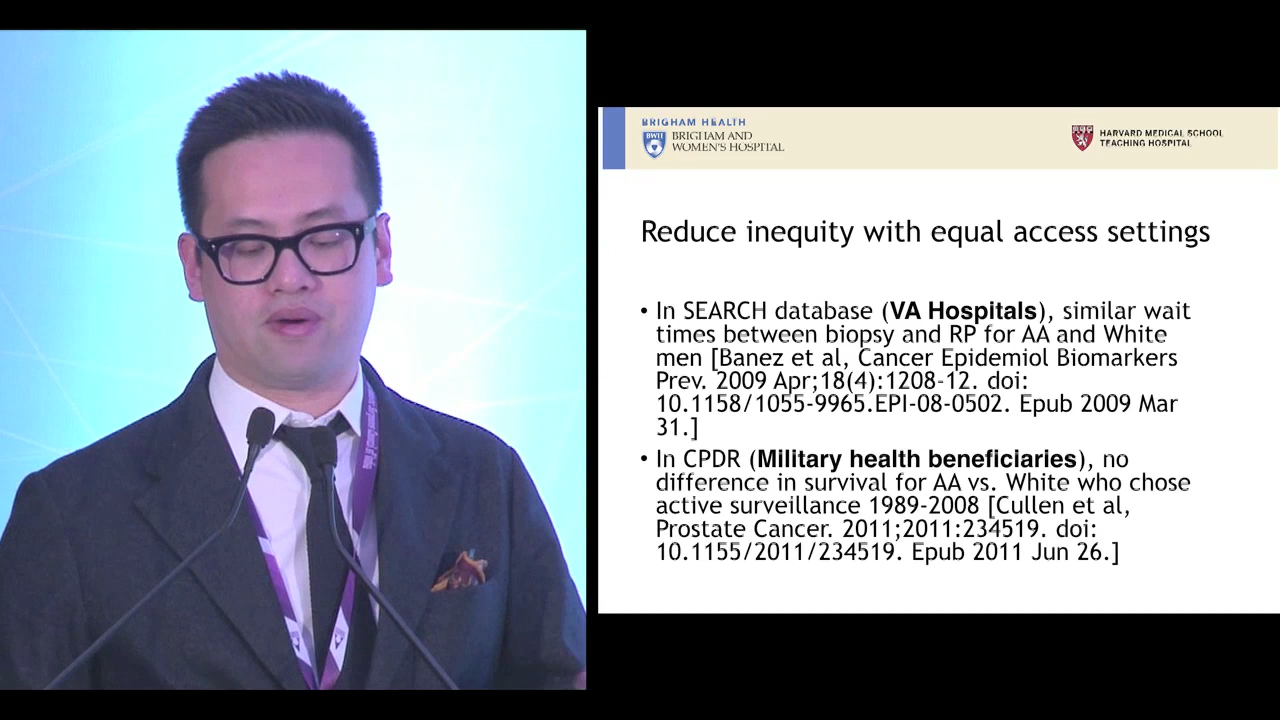 BRIGHAM HEALTH
BWH
BRIGHAM AND
WOMEN'S HOSPITAL
HARVARD MEDICAL SCHOOL
TEACHING HOSPITAL
Reduce inequity with equal access settings
• In SEARCH database (VA Hospitals), similar wait
times between biopsy and RP for AA and White
men [Banez et al, Cancer Epidemiol Biomarkers
Prev. 2009 Apr;18(4):1208-12. doi:
10.1158/1055-9965.EPI-08-0502. Epub 2009 Mar
31.]
• In CPDR (Military health beneficiaries), no
difference in survival for AA vs. White who chose
active surveillance 1989-2008 [Cullen et al,
Prostate Cancer. 2011;2011:234519. doi:
10.1155/2011/234519. Epub 2011 Jun 26.]